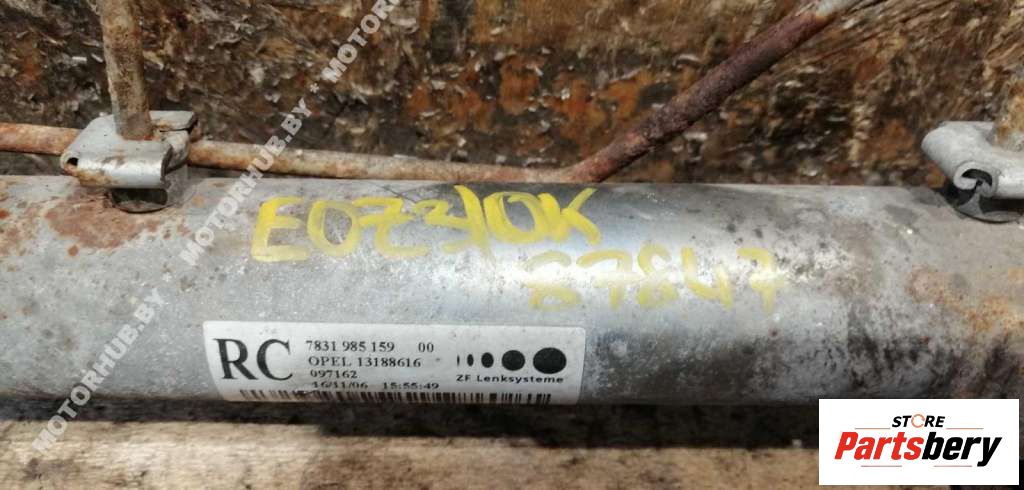 MOTORHUB.BY * MOTORHUB.BY
MOTORHUB.BY
E0Z310K
87847
RC
7831 985 159 00
OPEL 13188616
097162
16/11/06 15:55:49
ZF Lenksysteme
STORE
Partsbery